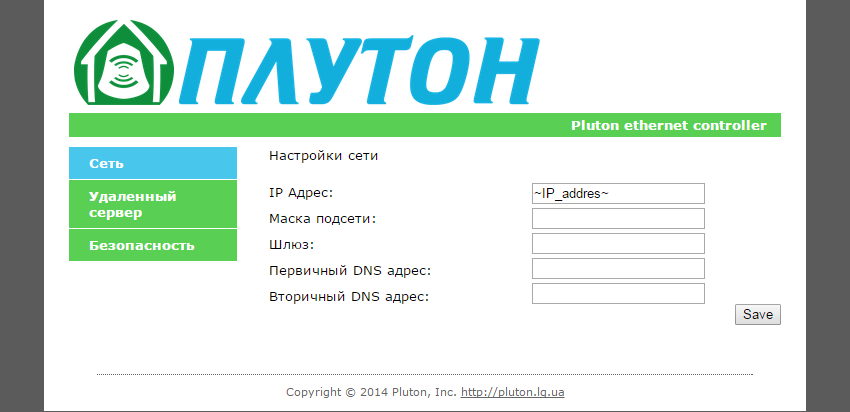 ПЛУТОН
Pluton ethernet controller
Сеть
Удаленный
сервер
Безопасность
Настройки сети
IP Адрес: ~IP_addres~
Маска подсети:
Шлюз:
Первичный DNS адрес:
Вторичный DNS адрес:
Save
Copyright © 2014 Pluton, Inc. http://pluton.lg.ua